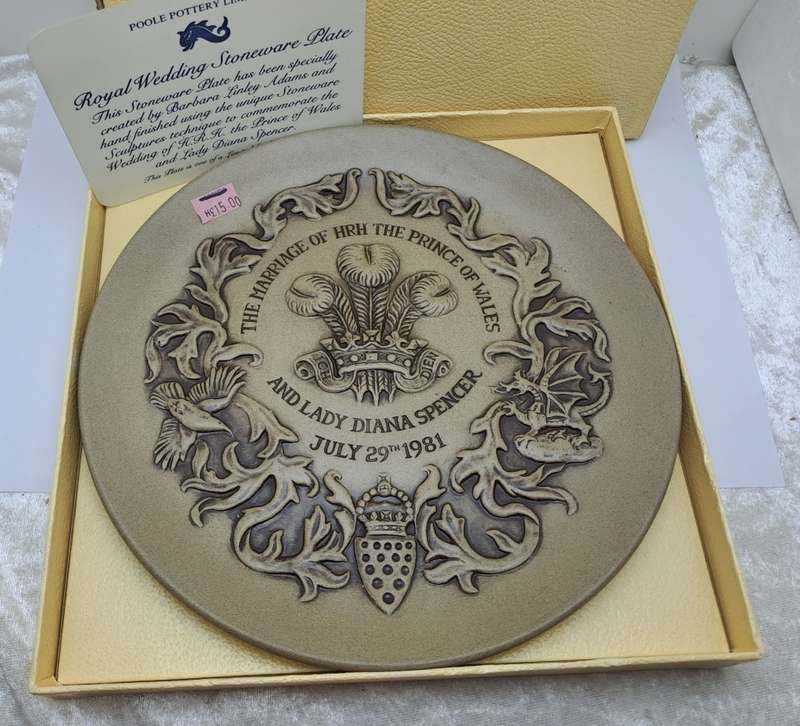 POOLE POTTERY
Royal Wedding Stoneware Plate
This Stoneware Plate has been specially
created by Barbara Linley Adams and
hand finished using the unique Stoneware
Sculptures technique to commemorate the
Wedding of H.R.H. the Prince of Wales
and Lady Diana Spencer.
This Plate is one of a
£15.00
THE MARRIAGE OF HRH THE PRINCE OF WALES
AND LADY DIANA SPENCER
JULY 29TH 1981